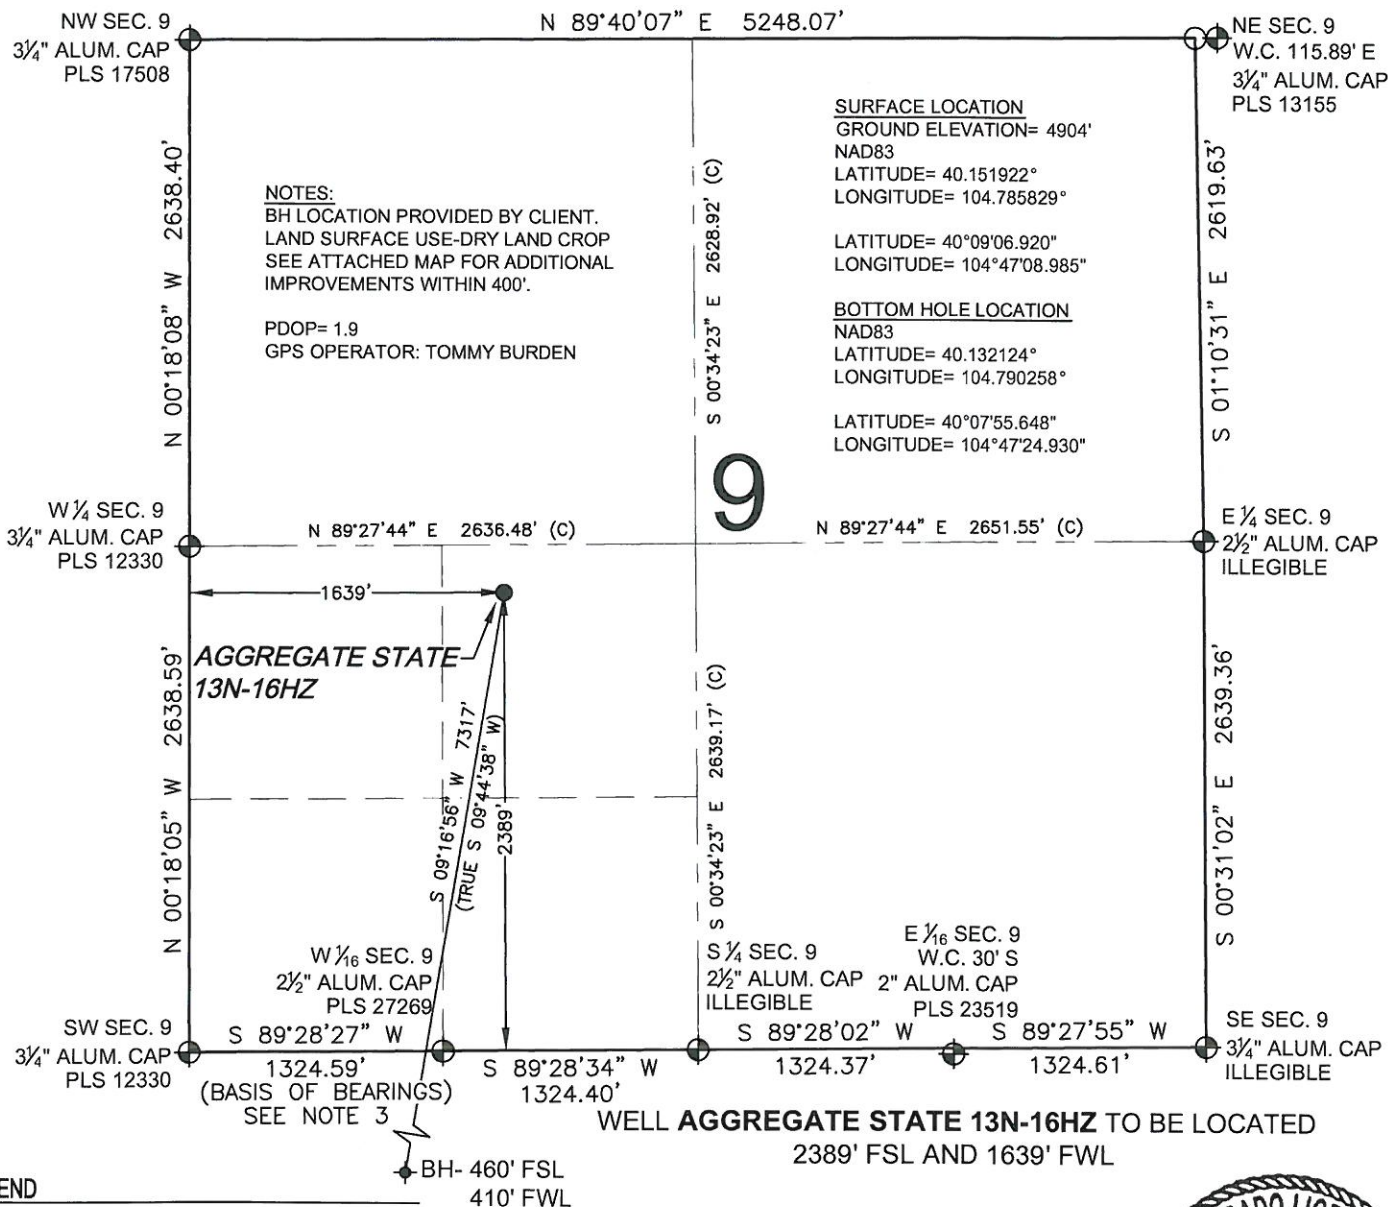 NW SEC. 9
3¼" ALUM. CAP
PLS 17508
N 89°40'07" E 5248.07'
NE SEC. 9
W.C. 115.89' E
3¼" ALUM. CAP
PLS 13155
N 00°18'08" W 2638.40'
NOTES:
BH LOCATION PROVIDED BY CLIENT.
LAND SURFACE USE-DRY LAND CROP
SEE ATTACHED MAP FOR ADDITIONAL
IMPROVEMENTS WITHIN 400'.
PDOP= 1.9
GPS OPERATOR: TOMMY BURDEN
S 00°34'23" E 2628.92' (C)
SURFACE LOCATION
GROUND ELEVATION= 4904'
NAD83
LATITUDE= 40.151922°
LONGITUDE= 104.785829°
LATITUDE= 40°09'06.920"
LONGITUDE= 104°47'08.985"
BOTTOM HOLE LOCATION
NAD83
LATITUDE= 40.132124°
LONGITUDE= 104.790258°
LATITUDE= 40°07'55.648"
LONGITUDE= 104°47'24.930"
S 01°10'31" E 2619.63'
9
W ¼ SEC. 9
3¼" ALUM. CAP
PLS 12330
N 89°27'44" E 2636.48' (C)
N 89°27'44" E 2651.55' (C)
E ¼ SEC. 9
2½" ALUM. CAP
ILLEGIBLE
1639'
AGGREGATE STATE
13N-16HZ
N 00°18'05" W 2638.59'
S 09°16'56" W 7317'
(TRUE S 09°44'38" W)
2389'
S 00°34'23" E 2639.17' (C)
S 00°31'02" E 2639.36'
W 1⁄16 SEC. 9
2½" ALUM. CAP
PLS 27269
S ¼ SEC. 9
2½" ALUM. CAP
ILLEGIBLE
E 1⁄16 SEC. 9
W.C. 30' S
2" ALUM. CAP
PLS 23519
SW SEC. 9
3¼" ALUM. CAP
PLS 12330
S 89°28'27" W
1324.59'
(BASIS OF BEARINGS)
SEE NOTE 3
S 89°28'34" W
1324.40'
S 89°28'02" W
1324.37'
S 89°27'55" W
1324.61'
SE SEC. 9
3¼" ALUM. CAP
ILLEGIBLE
WELL AGGREGATE STATE 13N-16HZ TO BE LOCATED
2389' FSL AND 1639' FWL
BH- 460' FSL
410' FWL
END